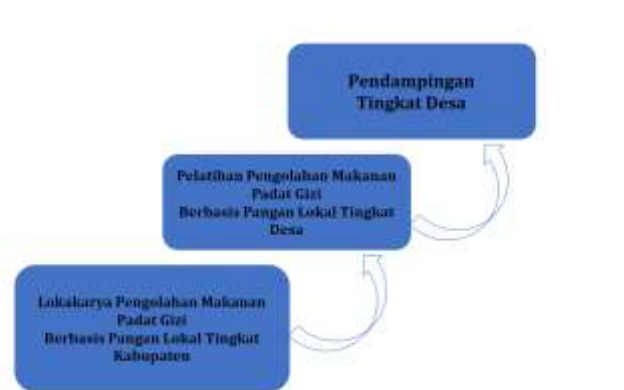 Pendampingan
Tingkat Desa
Pelatihan Pengolahan Makanan
Padat Gizi
Berbasis Pangan Lokal Tingkat
Desa
Lokakarya Pengolahan Makanan
Padat Gizi
Berbasis Pangan Lokal Tingkat
Kabupaten